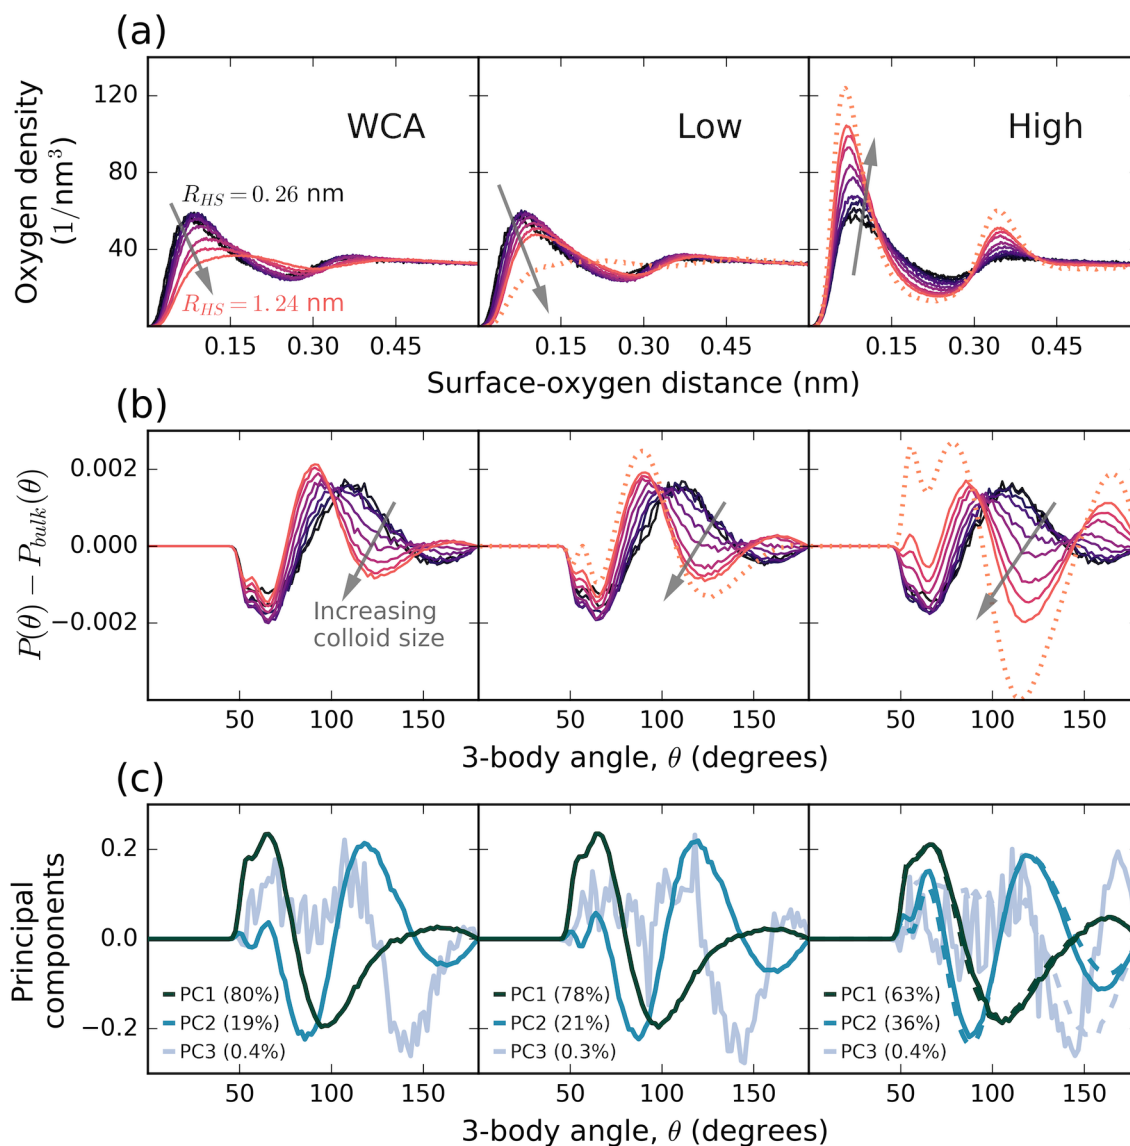 (a)
Oxygen density
(1/nm³)
120
80
40
WCA
Low
High
R_HS = 0.26 nm
R_HS = 1.24 nm
0.15 0.30 0.45 0.15 0.30 0.45 0.15 0.30 0.45
Surface-oxygen distance (nm)
(b)
P(θ) − P_bulk(θ)
0.002
0.000
−0.002
Increasing
colloid size
50 100 150 50 100 150 50 100 150
3-body angle, θ (degrees)
(c)
Principal
components
0.2
0.0
−0.2
PC1 (80%)
PC2 (19%)
PC3 (0.4%)
PC1 (78%)
PC2 (21%)
PC3 (0.3%)
PC1 (63%)
PC2 (36%)
PC3 (0.4%)
50 100 150 50 100 150 50 100 150
3-body angle, θ (degrees)